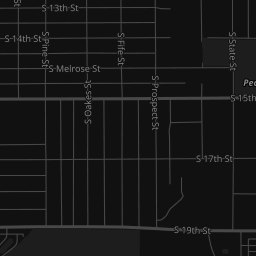 S 13th St
S 14th St
S Pine St
S Fife St
S State St
S Melrose St
S Oakes St
S Prospect St
S 15th
S 17th St
S 19th St